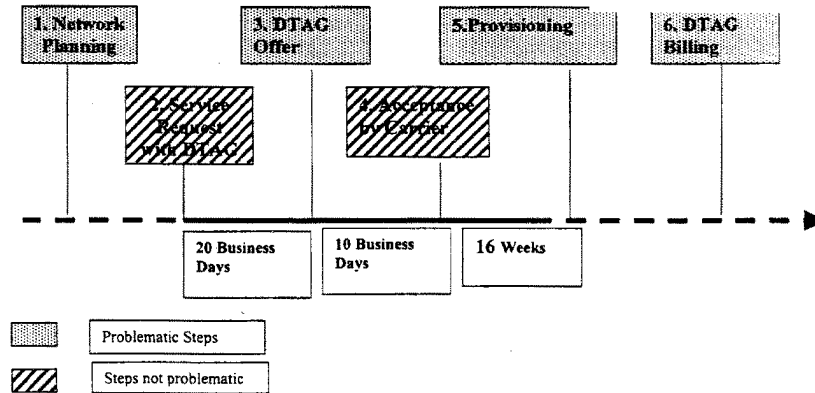 1. Network
Planning
3. DTAG
Offer
5.Provisioning
6. DTAG
Billing
2. Service
Request
with DTAG
4. Acceptance
by Carrier
20 Business
Days
10 Business
Days
16 Weeks
Problematic Steps
Steps not problematic